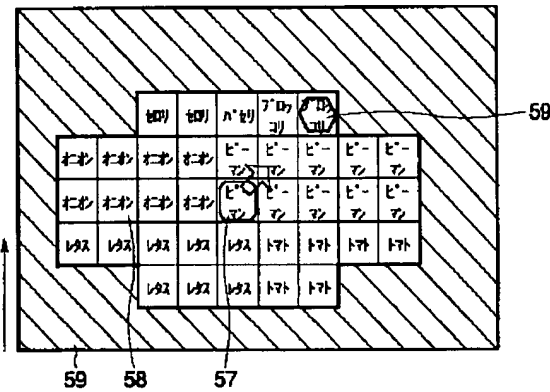 セロリ セロリ パセリ ブロッコリ ブロッコリ
オニオン オニオン オニオン オニオン ピーマン ピーマン ピーマン ピーマン ピーマン
オニオン オニオン オニオン オニオン ピーマン ピーマン ピーマン ピーマン ピーマン
レタス レタス レタス レタス レタス トマト トマト トマト トマト
レタス レタス レタス トマト トマト
59
59 58 57